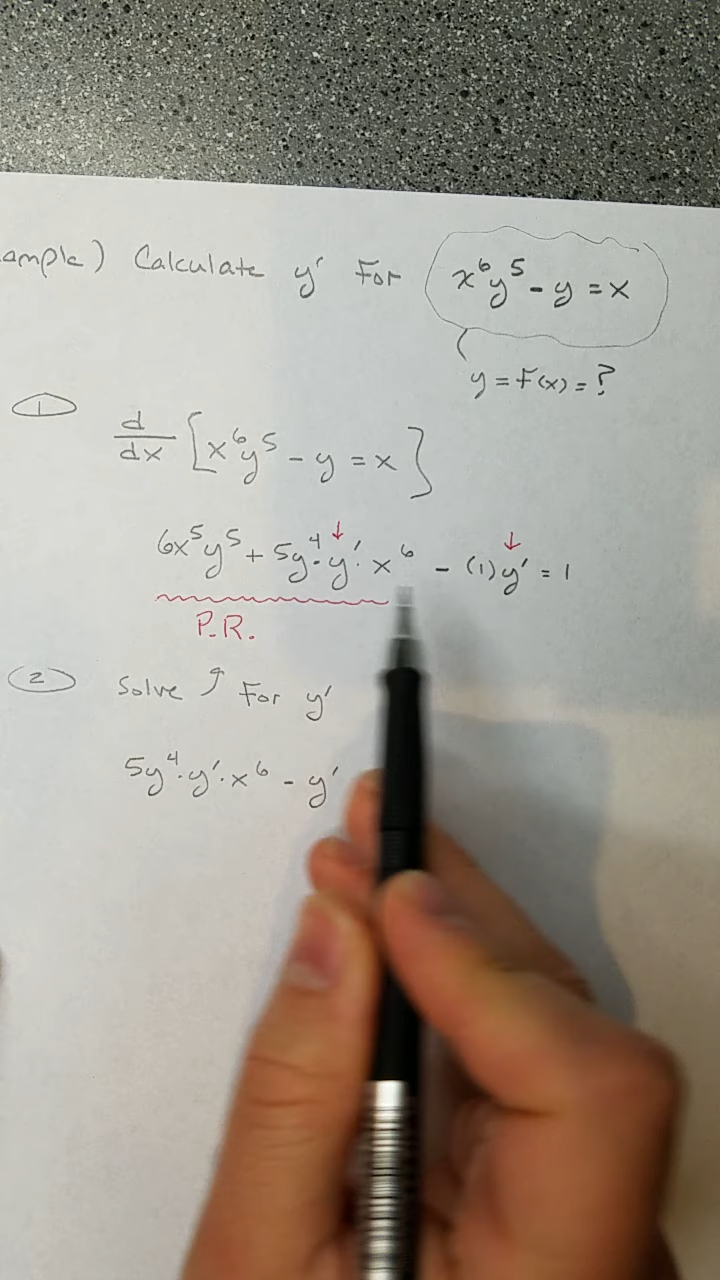 ample) Calculate y' For x⁶y⁵ - y = x
y = F(x) = ?
1 d/dx [x⁶y⁵ - y = x]
↓ ↓
6x⁵y⁵ + 5y⁴·y'·x⁶ - (1)y' = 1
P.R.
2 Solve ↑ For y'
5y⁴·y'·x⁶ - y'